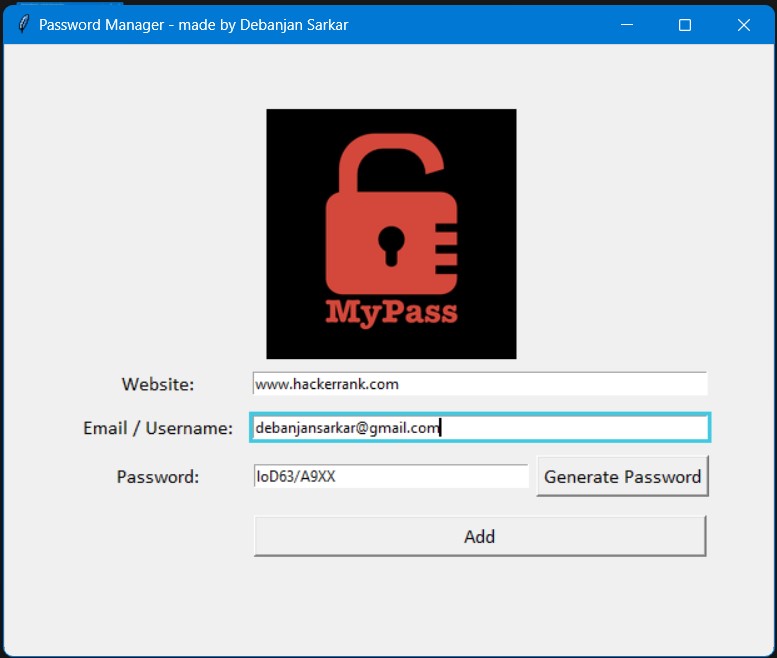 Password Manager - made by Debanjan Sarkar
MyPass
Website: www.hackerrank.com
Email / Username: debanjansarkar@gmail.com
Password: IoD63/A9XX Generate Password
Add